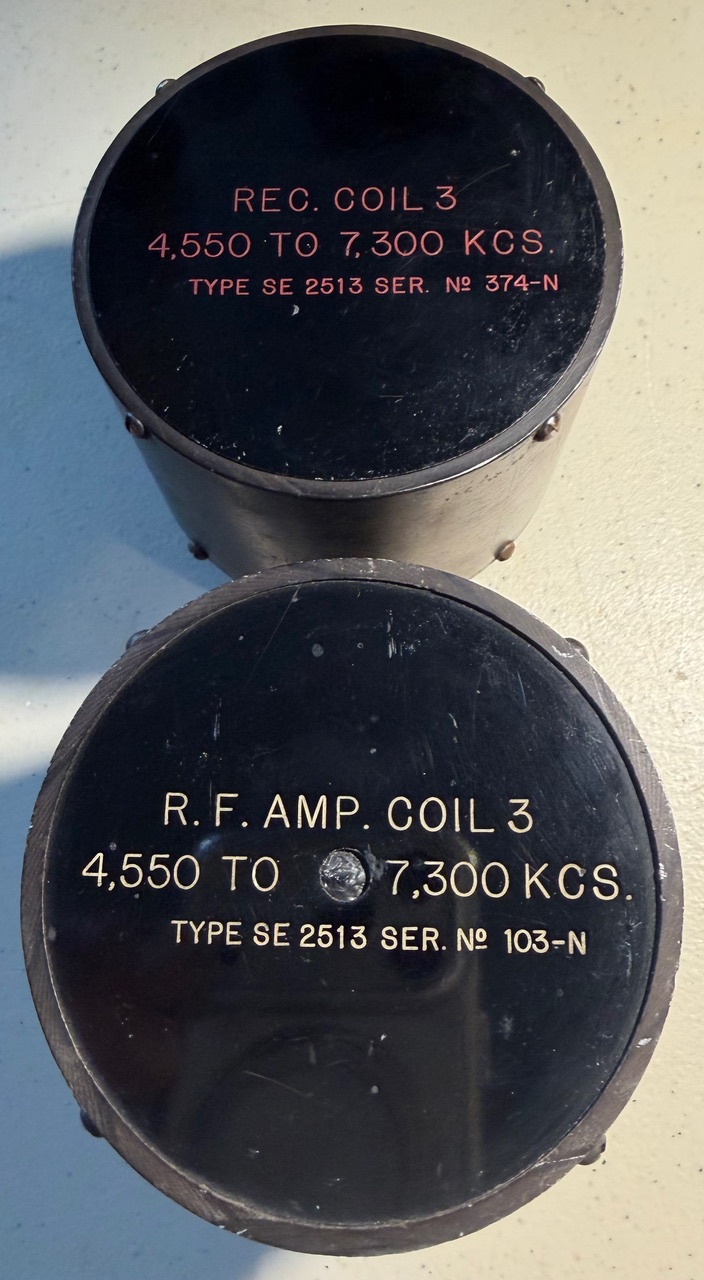 REC. COIL 3
4,550 TO 7,300 KCS.
TYPE SE 2513 SER. Nº 374-N
R. F. AMP. COIL 3
4,550 TO 7,300 KCS.
TYPE SE 2513 SER. Nº 103-N